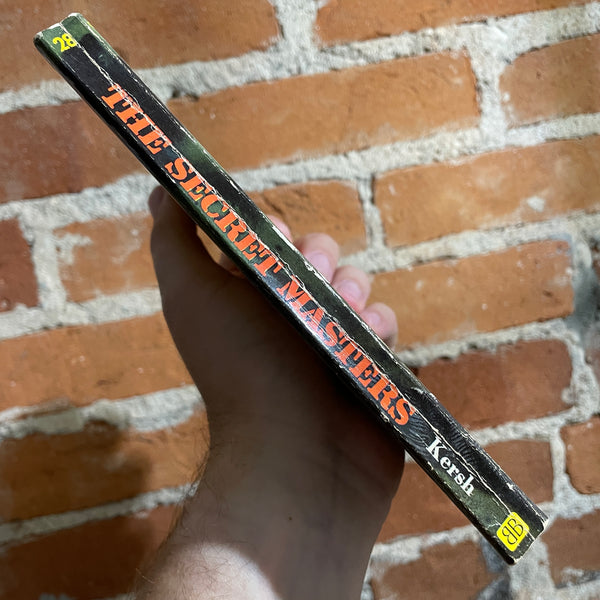 28
THE SECRET MASTERS
Kersh
BB